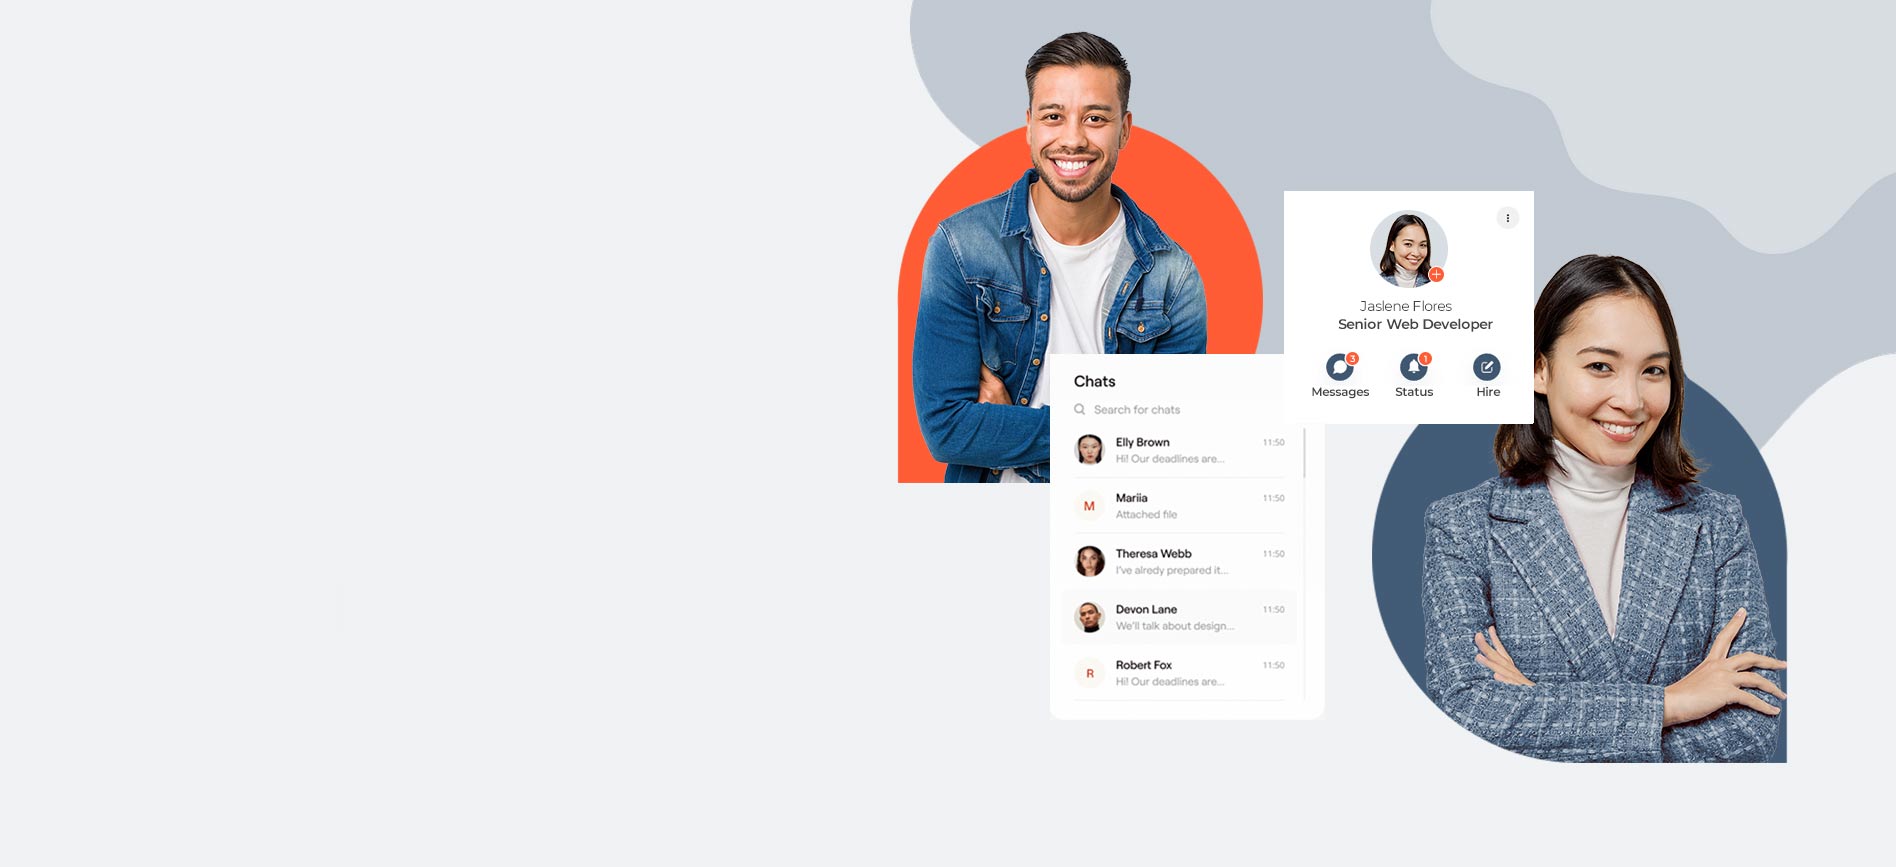 Jaslene Flores
Senior Web Developer
3
1
Messages
Status
Hire
Chats
Search for chats
Elly Brown
11:50
Hi! Our deadlines are...
M
Mariia
11:50
Attached file
Theresa Webb
11:50
I've alredy prepared it...
Devon Lane
11:50
We'll talk about design...
R
Robert Fox
11:50
Hi! Our deadlines are...